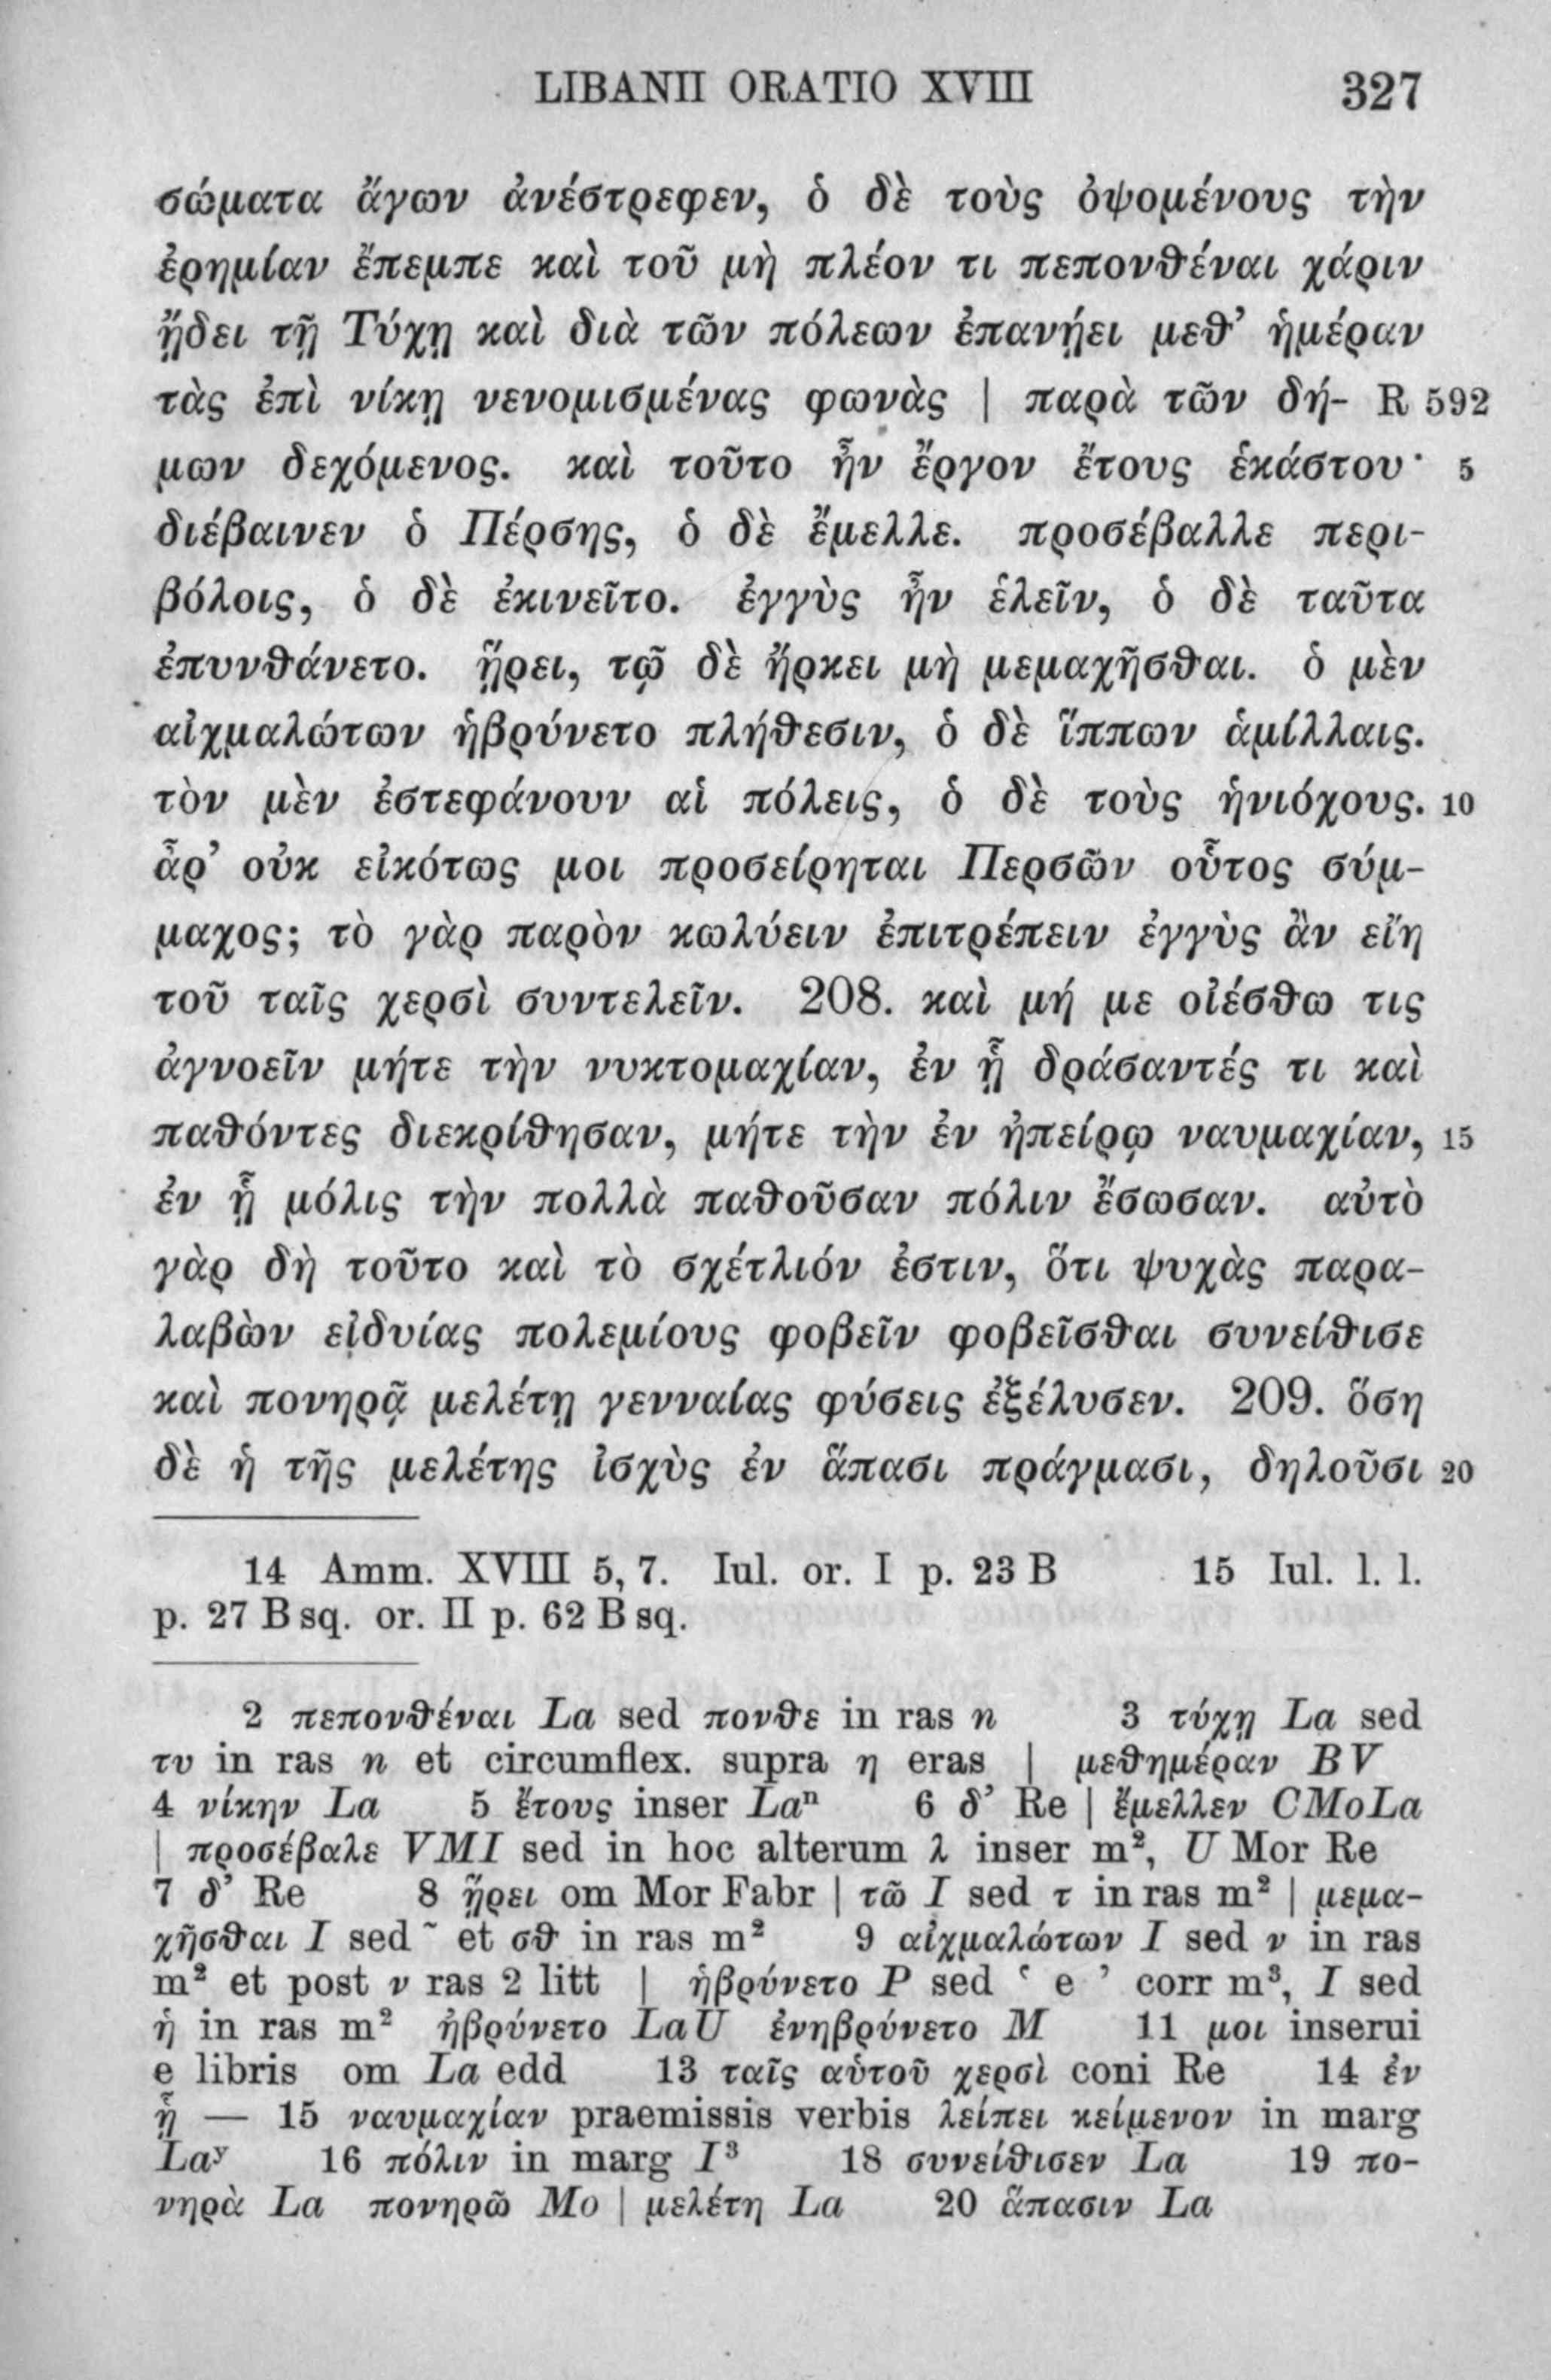 LIBANII ORATIO XVIII 327
σώματα ἄγων ἀνέστρεφεν, ὁ δὲ τοὺς ὀψομένους τὴν
ἐρημίαν ἔπεμπε καὶ τοῦ μὴ πλέον τι πεπονθέναι χάριν
ᾔδει τῇ Τύχῃ καὶ διὰ τῶν πόλεων ἐπανῄει μεθ’ ἡμέραν
τὰς ἐπὶ νίκῃ νενομισμένας φωνὰς | παρὰ τῶν δή- R 592
μων δεχόμενος. καὶ τοῦτο ἦν ἔργον ἔτους ἑκάστου· 5
διέβαινεν ὁ Πέρσης, ὁ δὲ ἔμελλε. προσέβαλλε περι-
βόλοις, ὁ δὲ ἐκινεῖτο. ἐγγὺς ἦν ἑλεῖν, ὁ δὲ ταῦτα
ἐπυνθάνετο. ᾕρει, τῷ δὲ ἤρκει μὴ μεμαχῆσθαι. ὁ μὲν
αἰχμαλώτων ἡβρύνετο πλήθεσιν, ὁ δὲ ἵππων ἁμίλλαις.
τὸν μὲν ἐστεφάνουν αἱ πόλεις, ὁ δὲ τοὺς ἡνιόχους. 10
ἆρ’ οὐκ εἰκότως μοι προσείρηται Περσῶν οὗτος σύμ-
μαχος; τὸ γὰρ παρὸν κωλύειν ἐπιτρέπειν ἐγγὺς ἂν εἴη
τοῦ ταῖς χερσὶ συντελεῖν. 208. καὶ μή με οἰέσθω τις
ἀγνοεῖν μήτε τὴν νυκτομαχίαν, ἐν ᾗ δράσαντές τι καὶ
παθόντες διεκρίθησαν, μήτε τὴν ἐν ἠπείρῳ ναυμαχίαν, 15
ἐν ᾗ μόλις τὴν πολλὰ παθοῦσαν πόλιν ἔσωσαν. αὐτὸ
γὰρ δὴ τοῦτο καὶ τὸ σχέτλιόν ἐστιν, ὅτι ψυχὰς παρα-
λαβὼν εἰδυίας πολεμίους φοβεῖν φοβεῖσθαι συνείθισε
καὶ πονηρᾷ μελέτῃ γενναίας φύσεις ἐξέλυσεν. 209. ὅση
δὲ ἡ τῆς μελέτης ἰσχὺς ἐν ἅπασι πράγμασι, δηλοῦσι 20
14 Amm. XVIII 5, 7. Iul. or. I p. 23 B 15 Iul. l. l.
p. 27 B sq. or. II p. 62 B sq.
2 πεπονθέναι La sed πονθε in ras n 3 τύχῃ La sed
τυ in ras n et circumflex. supra η eras | μεθημέραν BV
4 νίκην La 5 ἔτους inser Laⁿ 6 δ’ Re | ἔμελλεν CMoLa
| προσέβαλε VMI sed in hoc alterum λ inser m², U Mor Re
7 δ’ Re 8 ᾕρει om Mor Fabr | τῶ I sed τ in ras m² | μεμα-
χῆσθαι I sed ˜ et σθ in ras m² 9 αἰχμαλώτων I sed ν in ras
m² et post ν ras 2 litt | ἡβρύνετο P sed ʽ e ʼ corr m³, I sed
ἡ in ras m² ἠβρύνετο LaU ἐνηβρύνετο M 11 μοι inserui
e libris om La edd 13 ταῖς αὑτοῦ χερσὶ coni Re 14 ἐν
ᾗ — 15 ναυμαχίαν praemissis verbis λείπει κείμενον in marg
Laʸ 16 πόλιν in marg I³ 18 συνείθισεν La 19 πο-
νηρὰ La πονηρῶ Mo | μελέτη La 20 ἅπασιν La